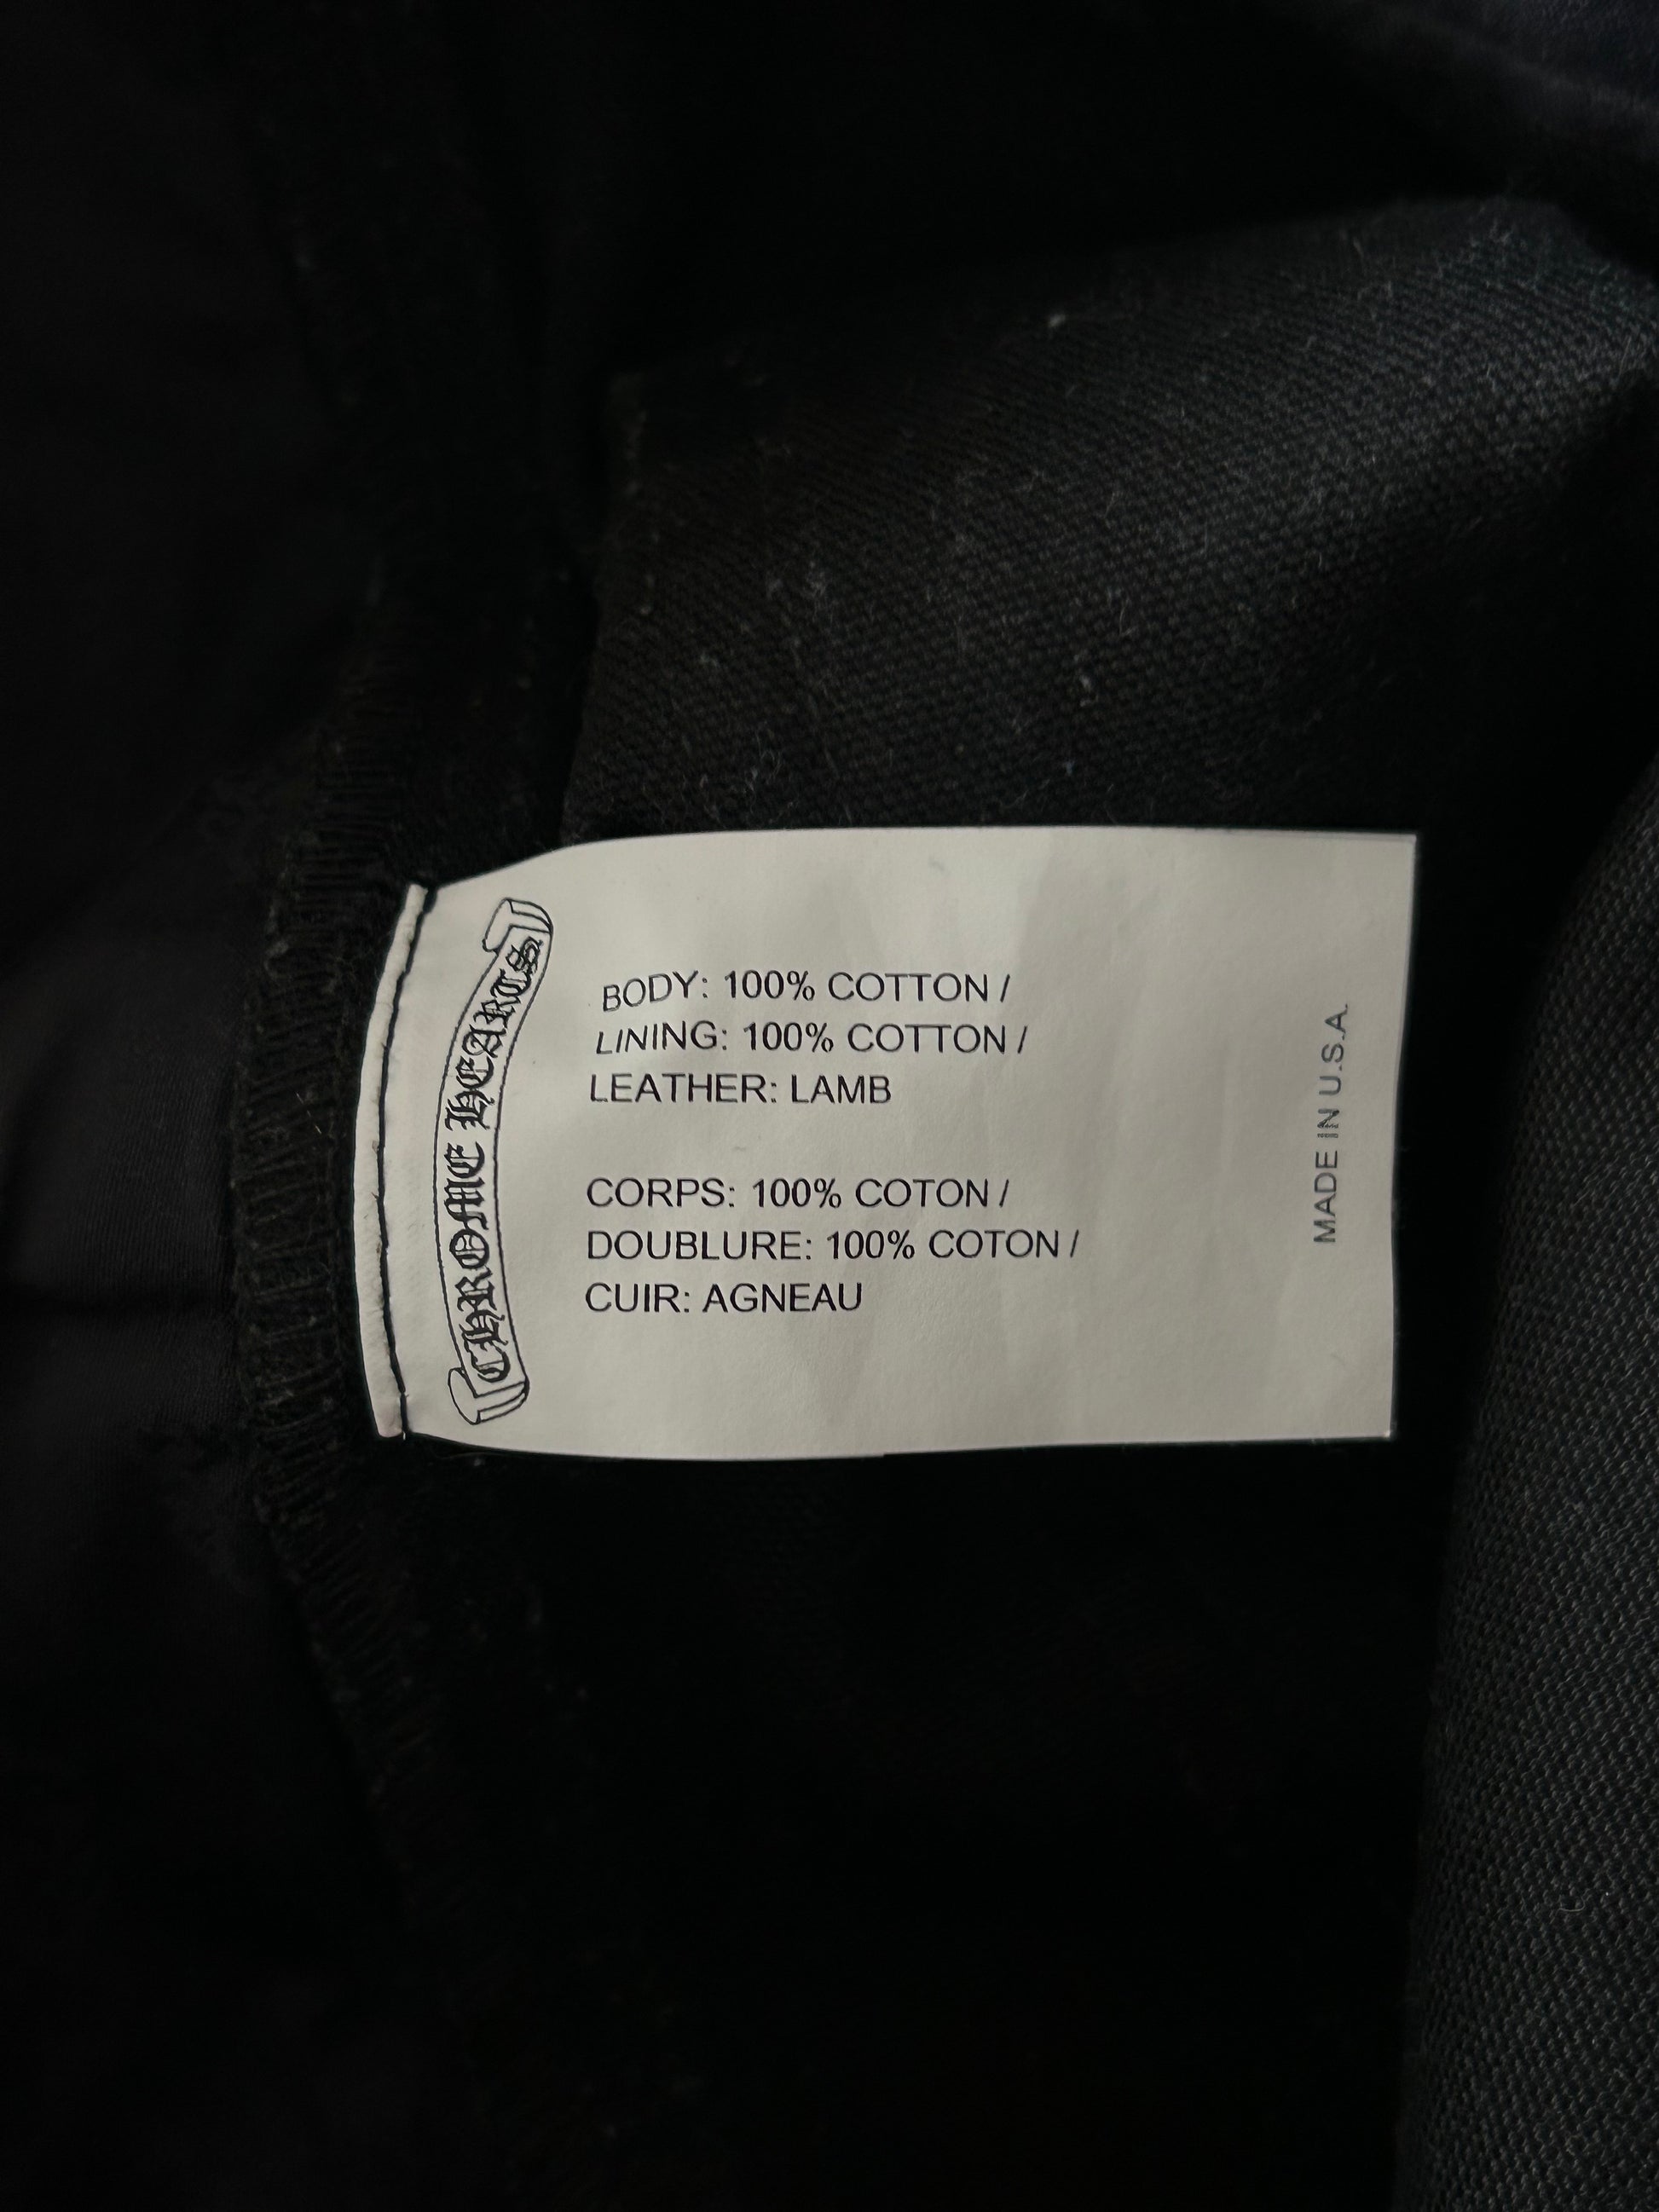 CHROME HEARTS
BODY: 100% COTTON /
LINING: 100% COTTON /
LEATHER: LAMB
CORPS: 100% COTON /
DOUBLURE: 100% COTON /
CUIR: AGNEAU
MADE IN U.S.A.